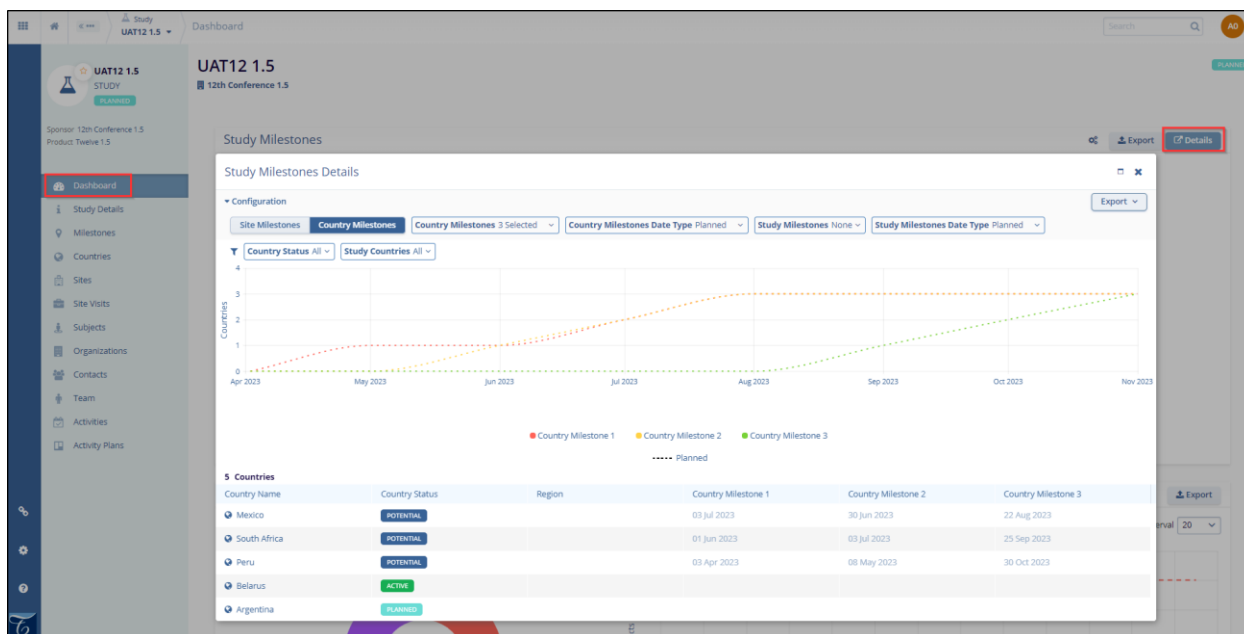 Study
UAT12 1.5
Dashboard
Search
AO
UAT12 1.5
STUDY
PLANNED
Sponsor 12th Conference 1.5
Product Twelve 1.5
Dashboard
Study Details
Milestones
Countries
Sites
Site Visits
Subjects
Organizations
Contacts
Team
Activities
Activity Plans
UAT12 1.5
12th Conference 1.5
Study Milestones
Export
Details
Study Milestones Details
Configuration
Export
Site Milestones Country Milestones Country Milestones 3 Selected Country Milestones Date Type Planned Study Milestones None Study Milestones Date Type Planned
Country Status All Study Countries All
Countries
4
3
2
1
0
Apr 2023 May 2023 Jun 2023 Jul 2023 Aug 2023 Sep 2023 Oct 2023 Nov 2023
Country Milestone 1 Country Milestone 2 Country Milestone 3
Planned
5 Countries
Country Name Country Status Region Country Milestone 1 Country Milestone 2 Country Milestone 3
Mexico POTENTIAL 03 Jul 2023 30 Jun 2023 22 Aug 2023
South Africa POTENTIAL 01 Jun 2023 03 Jul 2023 25 Sep 2023
Peru POTENTIAL 03 Apr 2023 08 May 2023 30 Oct 2023
Belarus ACTIVE
Argentina PLANNED
Export
20